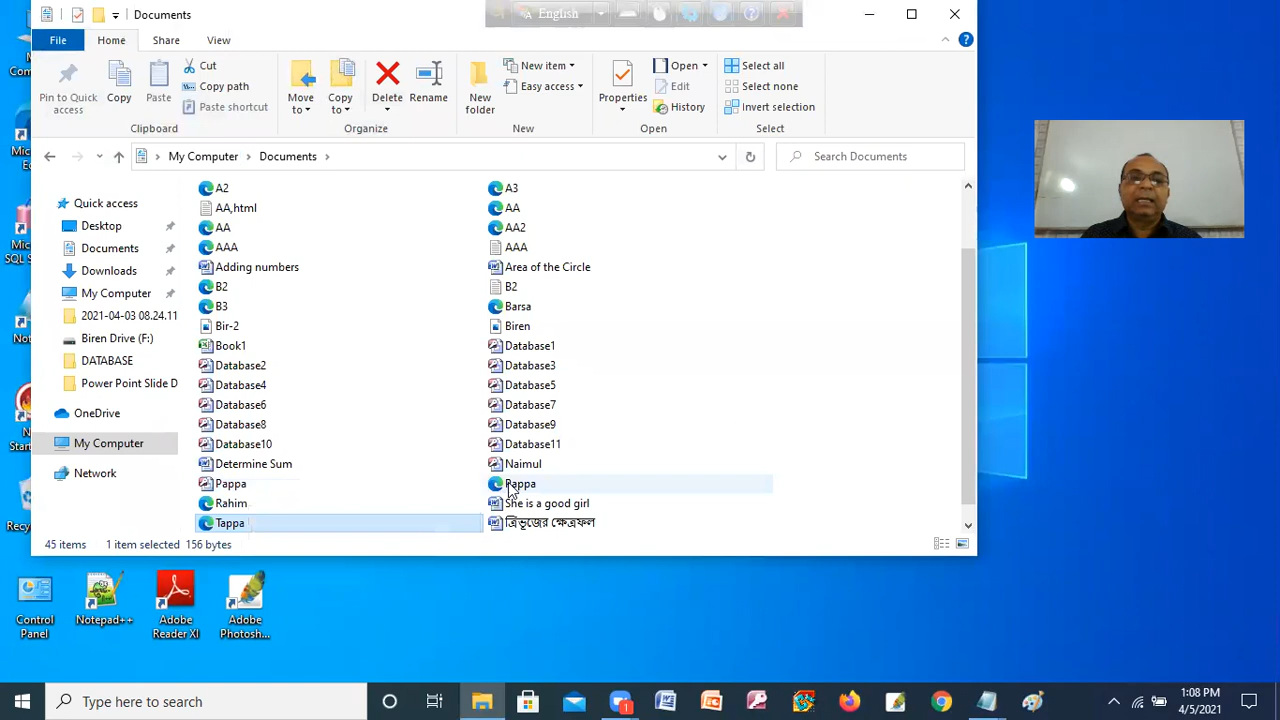 Documents
English
File Home Share View
Pin to Quick access
Copy
Paste
Cut
Copy path
Paste shortcut
Move to
Copy to
Delete
Rename
New folder
New item
Easy access
Properties
Open
Edit
History
Select all
Select none
Invert selection
Clipboard Organize New Open Select
My Computer Documents
Search Documents
Quick access
Desktop
Documents
Downloads
My Computer
2021-04-03 08.24.11
Biren Drive (F:)
DATABASE
Power Point Slide D
OneDrive
My Computer
Network
A2 A3
AA,html AA
AA AA2
AAA AAA
Adding numbers Area of the Circle
B2 B2
B3 Barsa
Bir-2 Biren
Book1 Database1
Database2 Database3
Database4 Database5
Database6 Database7
Database8 Database9
Database10 Database11
Determine Sum Naimul
Pappa Pappa
Rahim She is a good girl
Tappa ত্রিভূজের ক্ষেত্রফল
45 items 1 item selected 156 bytes
Control Panel
Notepad++
Adobe Reader XI
Adobe Photosh...
Type here to search
1
1:08 PM
4/5/2021